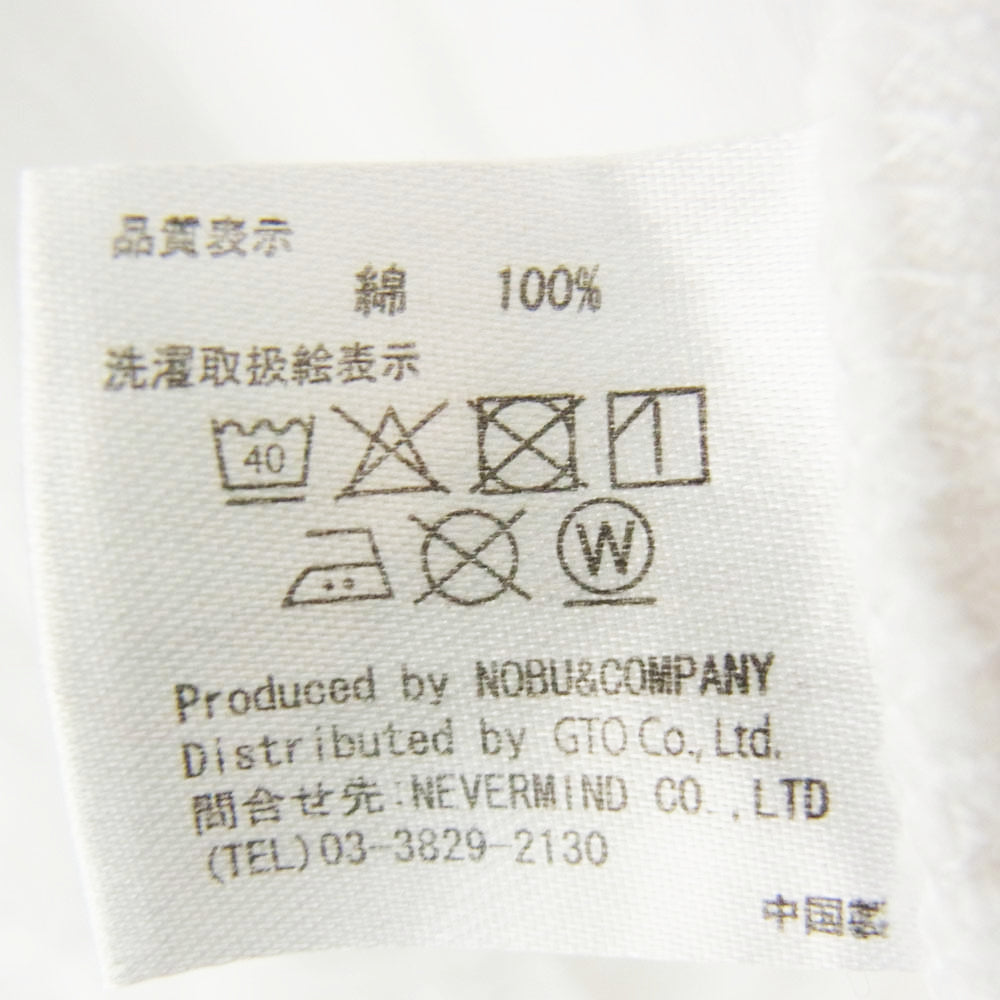 品質表示
綿 100%
洗濯取扱絵表示
40
W
Produced by NOBU&COMPANY
Distributed by GTO Co., Ltd.
問合せ先:NEVERMIND CO.,LTD
(TEL)03-3829-2130
中国製